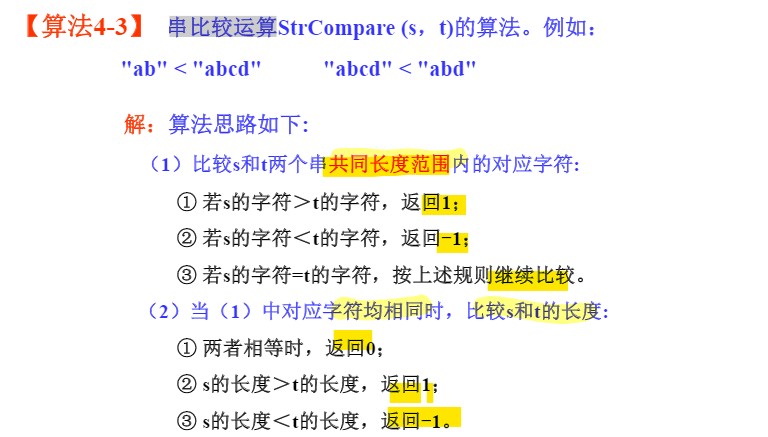 【算法4-3】 串比较运算StrCompare (s，t)的算法。例如：
"ab" < "abcd" "abcd" < "abd"
解：算法思路如下:
（1）比较s和t两个串共同长度范围内的对应字符:
① 若s的字符＞t的字符，返回1；
② 若s的字符＜t的字符，返回−1；
③ 若s的字符=t的字符，按上述规则继续比较。
（2）当（1）中对应字符均相同时，比较s和t的长度:
① 两者相等时，返回0；
② s的长度＞t的长度，返回1；
③ s的长度＜t的长度，返回−1。